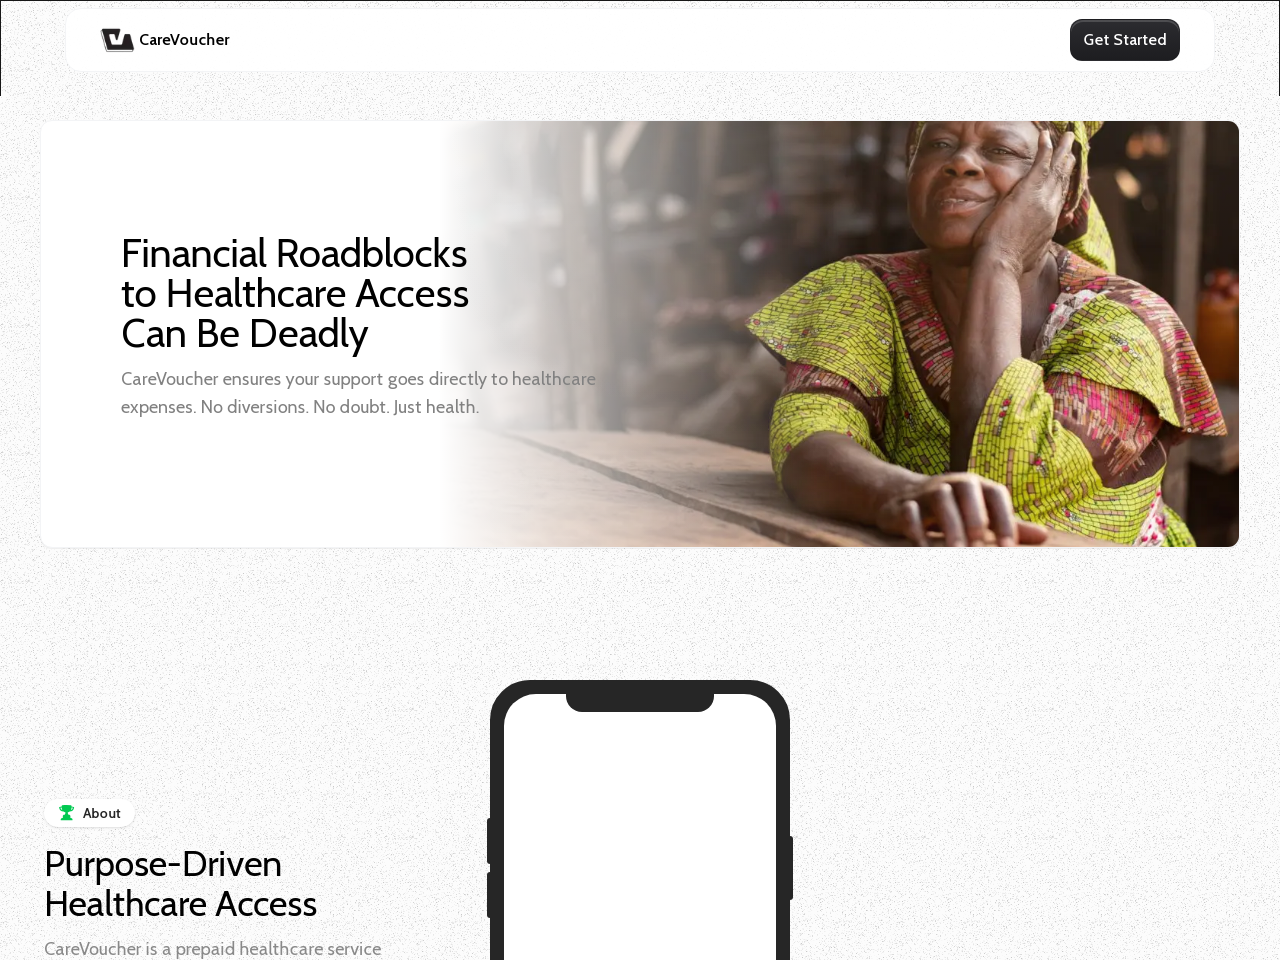 CareVoucher
Get Started
Financial Roadblocks
to Healthcare Access
Can Be Deadly
CareVoucher ensures your support goes directly to healthcare
expenses. No diversions. No doubt. Just health.
About
Purpose-Driven
Healthcare Access
CareVoucher is a prepaid healthcare service